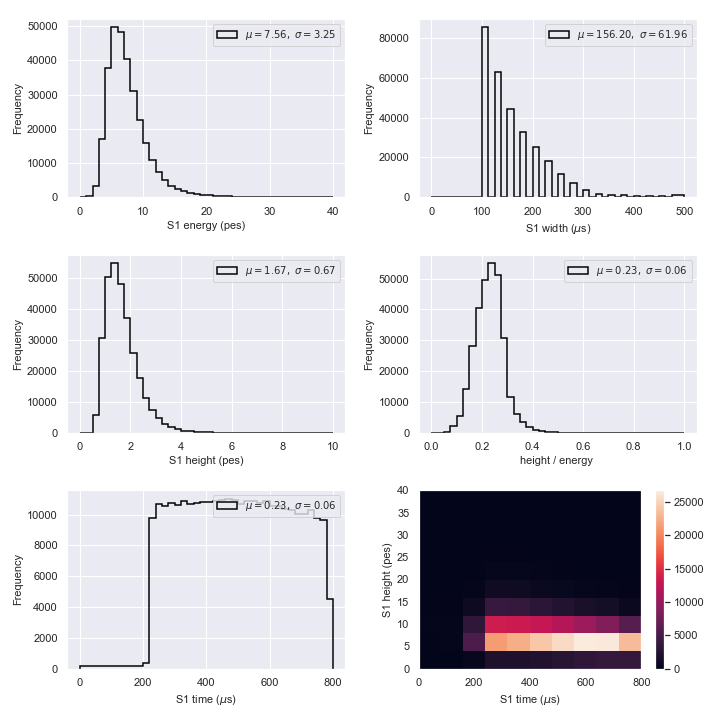 μ = 7.56, σ = 3.25
Frequency
50000
40000
30000
20000
10000
0
0 10 20 30 40
S1 energy (pes)
μ = 156.20, σ = 61.96
Frequency
80000
60000
40000
20000
0
0 100 200 300 400 500
S1 width (μs)
μ = 1.67, σ = 0.67
Frequency
50000
40000
30000
20000
10000
0
0 2 4 6 8 10
S1 height (pes)
μ = 0.23, σ = 0.06
Frequency
50000
40000
30000
20000
10000
0
0.0 0.2 0.4 0.6 0.8 1.0
height / energy
μ = 0.23, σ = 0.06
Frequency
10000
8000
6000
4000
2000
0
0 200 400 600 800
S1 time (μs)
S1 height (pes)
40
35
30
25
20
15
10
5
0
0 200 400 600 800
S1 time (μs)
25000
20000
15000
10000
5000
0